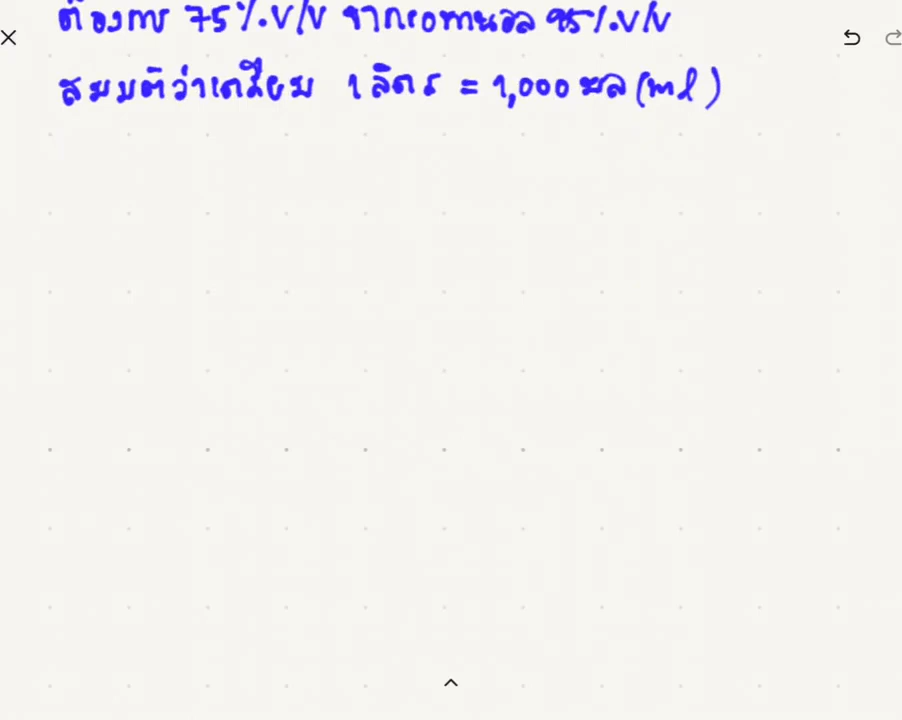 ต้องการ 75%.V/V จากเอทานอล 95%.V/V
สมมติว่าเตรียม 1 ลิตร = 1,000 มล (ml)